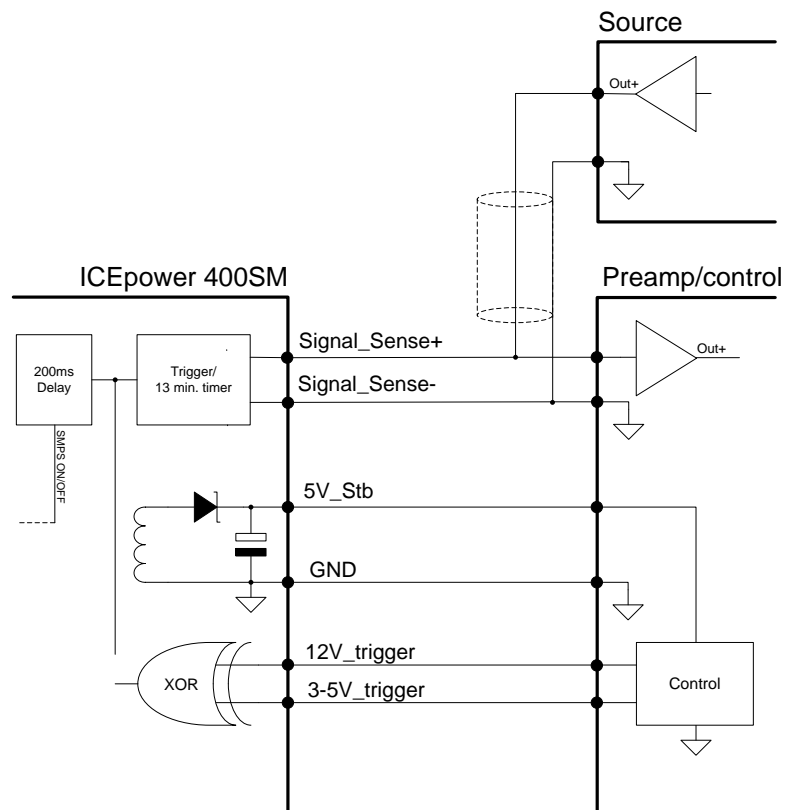 Source
Out+
ICEpower 400SM
Preamp/control
Signal_Sense+
200ms
Delay
Trigger/
13 min. timer
Out+
Signal_Sense-
SMPS ON/OFF
5V_Stb
GND
12V_trigger
XOR
Control
3-5V_trigger